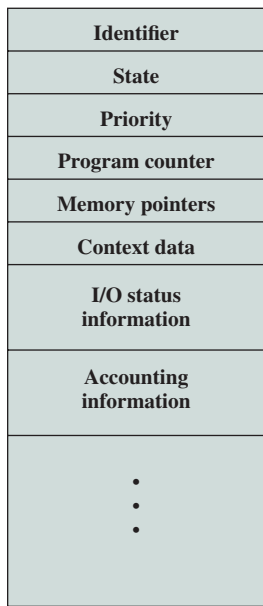 Identifier
State
Priority
Program counter
Memory pointers
Context data
I/O status
information
Accounting
information
•
•
•